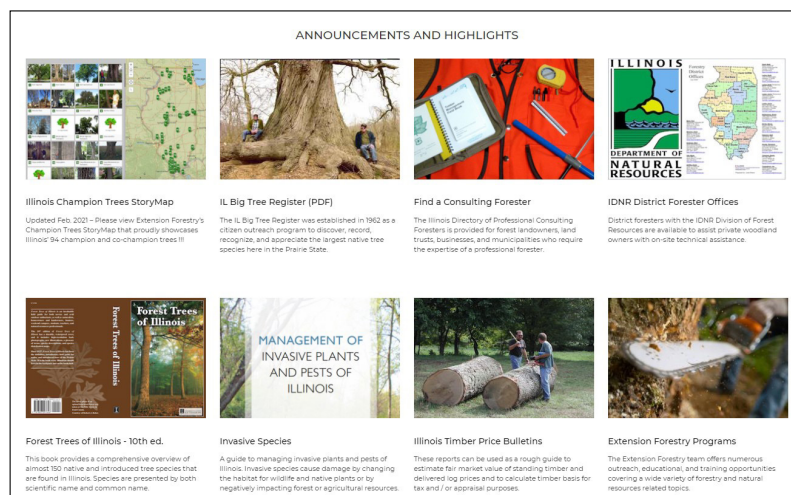 ANNOUNCEMENTS AND HIGHLIGHTS
Forestry
District
Offices
ILLINOIS
DEPARTMENT OF
NATURAL
RESOURCES
Illinois Champion Trees StoryMap
Updated Feb, 2021 – Please view Extension Forestry's
Champion Trees StoryMap that proudly showcases
Illinois' 94 champion and co-champion trees !!!
IL Big Tree Register (PDF)
The IL Big Tree Register was established in 1962 as a
citizen outreach program to discover, record,
recognize, and appreciate the largest native tree
species here in the Prairie State.
Find a Consulting Forester
The Illinois Directory of Professional Consulting
Foresters is provided for forest landowners, land
trusts, businesses, and municipalities who require
the expertise of a professional forester.
IDNR District Forester Offices
District foresters with the IDNR Division of Forest
Resources are available to assist private woodland
owners with on-site technical assistance.
Forest Trees of Illinois
Forest Trees
of Illinois
MANAGEMENT OF
INVASIVE PLANTS
AND PESTS OF
ILLINOIS
Forest Trees of Illinois - 10th ed.
This book provides a comprehensive overview of
almost 150 native and introduced tree species that
are found in Illinois. Species are presented by both
scientific name and common name.
Invasive Species
A guide to managing invasive plants and pests of
Illinois. Invasive species cause damage by changing
the habitat for wildlife and native plants or by
negatively impacting forest or agricultural resources.
Illinois Timber Price Bulletins
These reports can be used as a rough guide to
estimate fair market value of standing timber and
delivered log prices and to calculate timber basis for
tax and / or appraisal purposes.
Extension Forestry Programs
The Extension Forestry team offers numerous
outreach, educational, and training opportunities
covering a wide variety of forestry and natural
resources related topics.